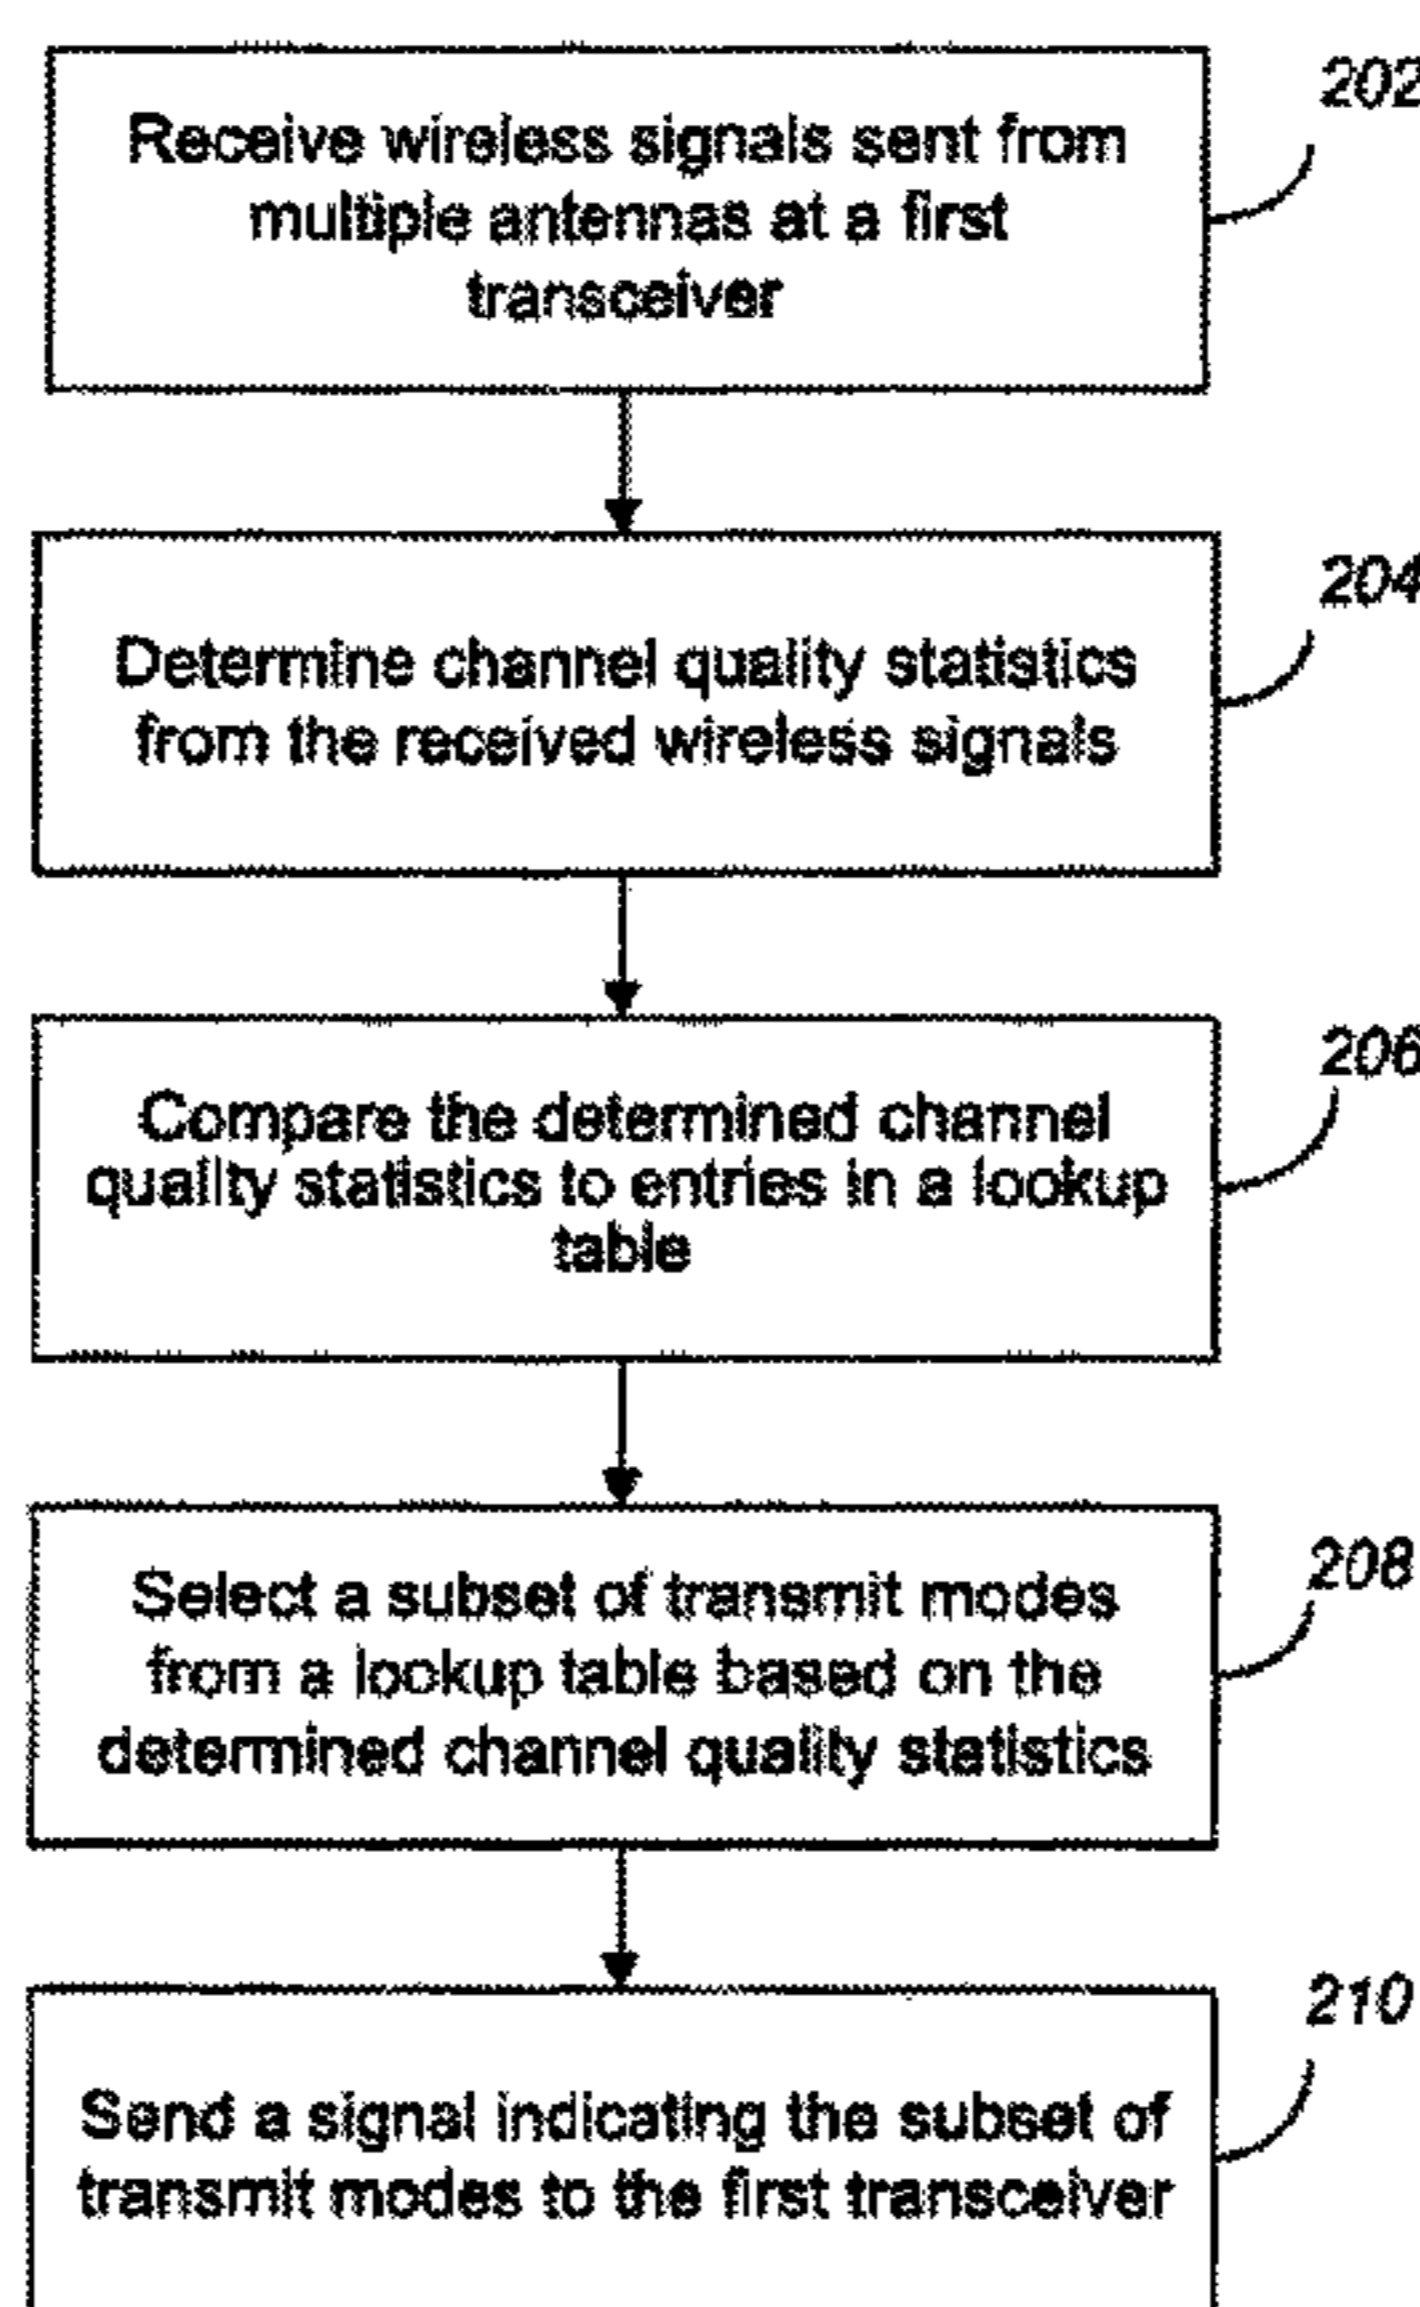 202
Receive wireless signals sent from
multiple antennas at a first
transceiver
204
Determine channel quality statistics
from the received wireless signals
206
Compare the determined channel
quality statistics to entries in a lookup
table
208
Select a subset of transmit modes
from a lookup table based on the
determined channel quality statistics
210
Send a signal indicating the subset of
transmit modes to the first transceiver